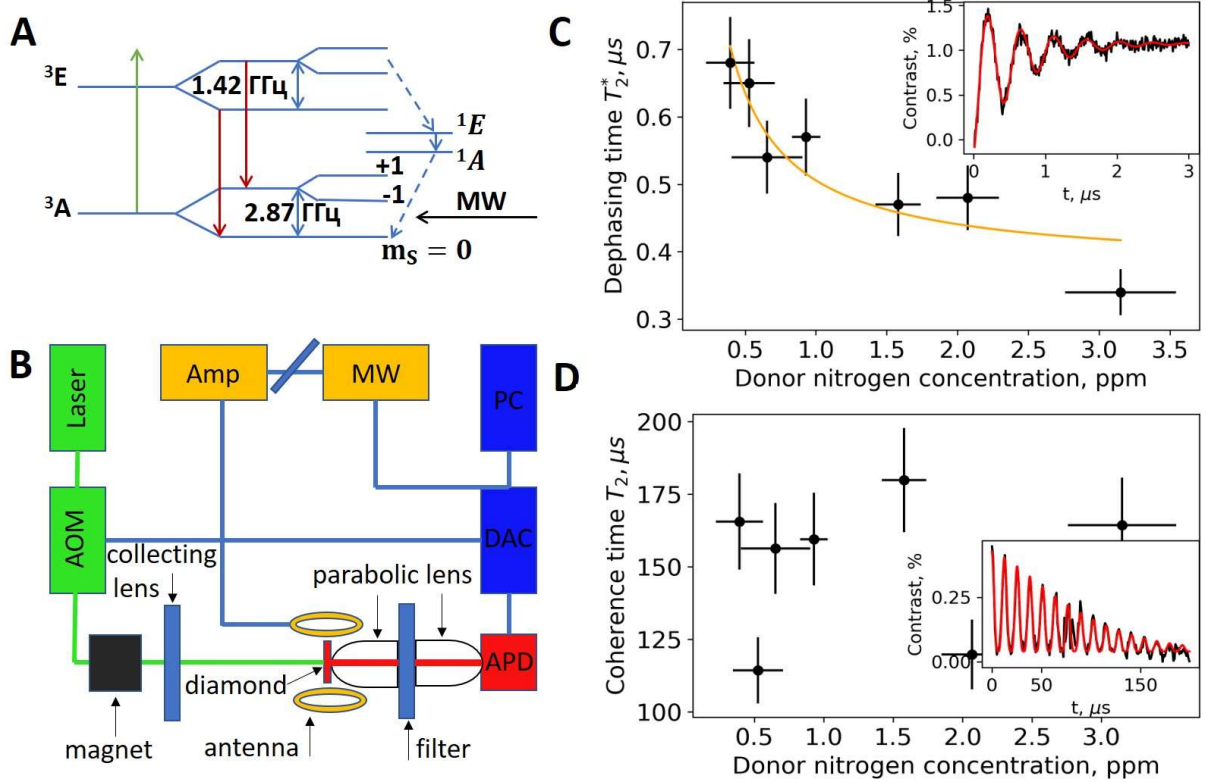 A
³E
1.42 ГГц
¹E
¹A
+1
-1
³A
2.87 ГГц
MW
mₛ = 0
B
Laser
Amp
MW
PC
AOM
DAC
collecting
lens
parabolic lens
APD
diamond
magnet
antenna
filter
C
Dephasing time T₂*, μs
0.7
0.6
0.5
0.4
0.3
0.5
1.0
1.5
2.0
2.5
3.0
3.5
Donor nitrogen concentration, ppm
Contrast, %
1.5
1.0
0.5
0.0
0
1
2
3
t, μs
D
Coherence time T₂, μs
200
175
150
125
100
0.5
1.0
1.5
2.0
2.5
3.0
Donor nitrogen concentration, ppm
Contrast, %
0.25
0.00
0
50
150
t, μs